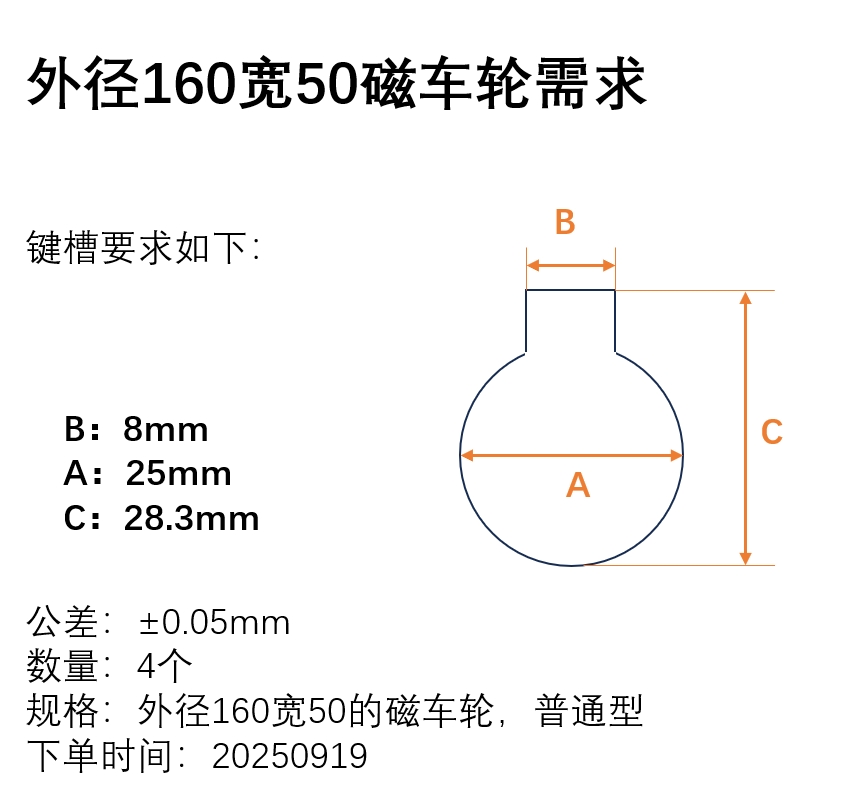 外径160宽50磁车轮需求
键槽要求如下：
B
B：8mm
A：25mm
C：28.3mm
C
A
公差：±0.05mm
数量：4个
规格：外径160宽50的磁车轮，普通型
下单时间：20250919